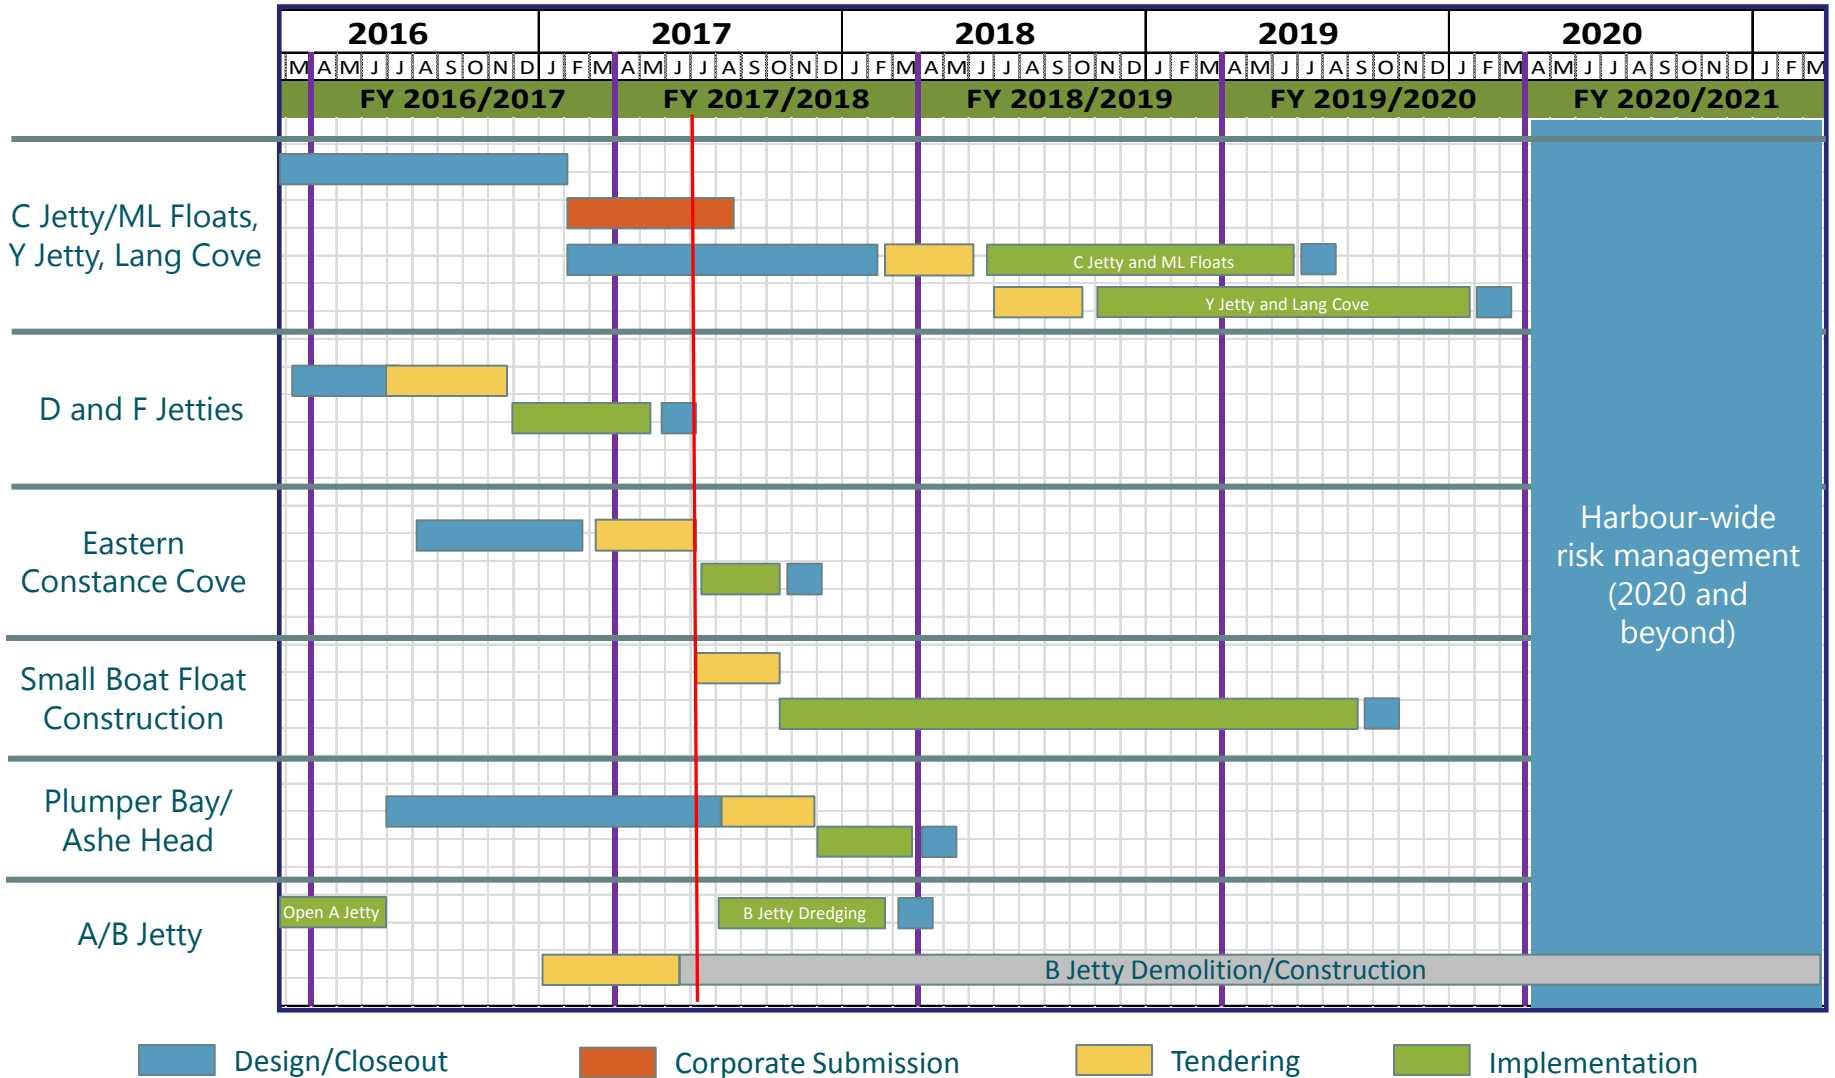 2016 2017 2018 2019 2020
M A M J J A S O N D J F M A M J J A S O N D J F M A M J J A S O N D J F M A M J J A S O N D J F M A M J J A S O N D J F M
FY 2016/2017 FY 2017/2018 FY 2018/2019 FY 2019/2020 FY 2020/2021
C Jetty/ML Floats,
Y Jetty, Lang Cove
C Jetty and ML Floats
Y Jetty and Lang Cove
D and F Jetties
Eastern
Constance Cove
Harbour-wide
risk management
(2020 and
beyond)
Small Boat Float
Construction
Plumper Bay/
Ashe Head
A/B Jetty
Open A Jetty
B Jetty Dredging
B Jetty Demolition/Construction
Design/Closeout
Corporate Submission
Tendering
Implementation